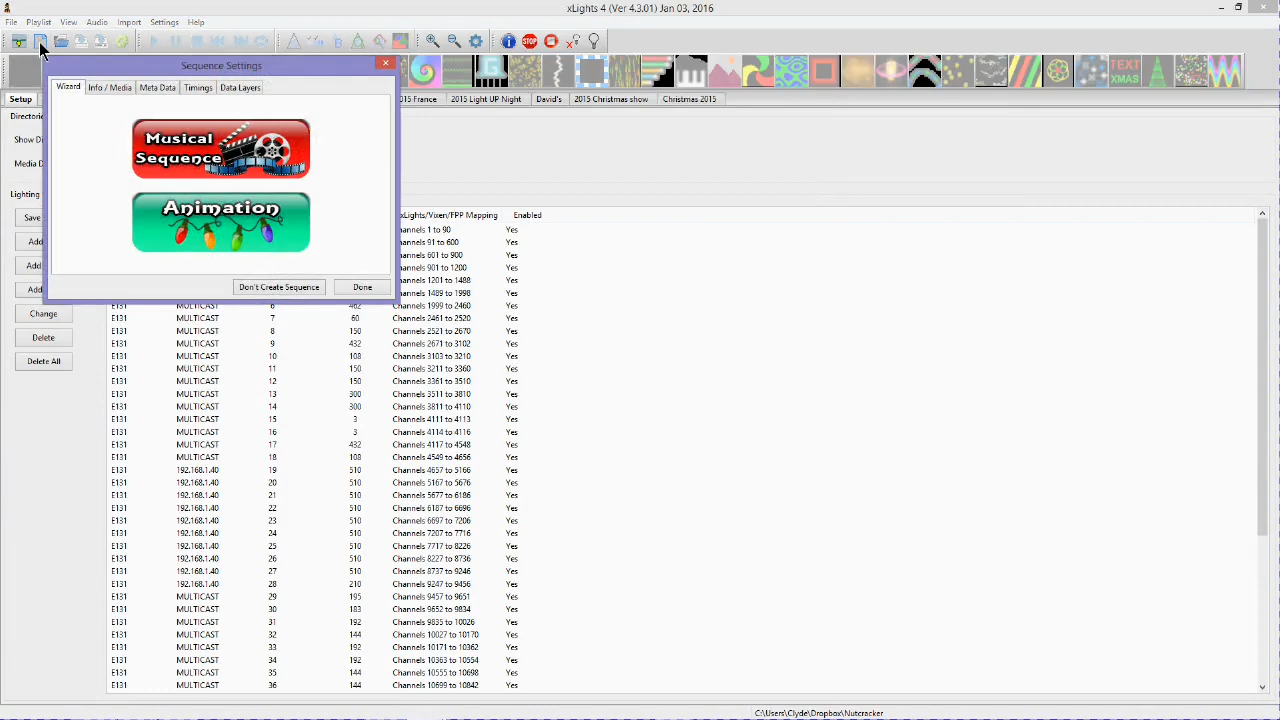 xLights 4 (Ver 4.3.01) Jan 03, 2016
File Playlist View Audio Import Settings Help
Sequence Settings
Wizard Info / Media Meta Data Timings Data Layers
Musical
Sequence
Animation
Don't Create Sequence Done
TEXT
XMAS
STOP
Setup 2015 France 2015 Light UP Night David's 2015 Christmas show Christmas 2015
Show Di
Media D
Lighting
Save
Add
Add
Add
Change
Delete
Delete All
xLights/Vixen/FPP Mapping Enabled
Channels 1 to 90 Yes
Channels 91 to 600 Yes
Channels 601 to 900 Yes
Channels 901 to 1200 Yes
Channels 1201 to 1488 Yes
Channels 1489 to 1998 Yes
E131 MULTICAST 6 462 Channels 1999 to 2460 Yes
E131 MULTICAST 7 60 Channels 2461 to 2520 Yes
E131 MULTICAST 8 150 Channels 2521 to 2670 Yes
E131 MULTICAST 9 432 Channels 2671 to 3102 Yes
E131 MULTICAST 10 108 Channels 3103 to 3210 Yes
E131 MULTICAST 11 150 Channels 3211 to 3360 Yes
E131 MULTICAST 12 150 Channels 3361 to 3510 Yes
E131 MULTICAST 13 300 Channels 3511 to 3810 Yes
E131 MULTICAST 14 300 Channels 3811 to 4110 Yes
E131 MULTICAST 15 3 Channels 4111 to 4113 Yes
E131 MULTICAST 16 3 Channels 4114 to 4116 Yes
E131 MULTICAST 17 432 Channels 4117 to 4548 Yes
E131 MULTICAST 18 108 Channels 4549 to 4656 Yes
E131 192.168.1.40 19 510 Channels 4657 to 5166 Yes
E131 192.168.1.40 20 510 Channels 5167 to 5676 Yes
E131 192.168.1.40 21 510 Channels 5677 to 6186 Yes
E131 192.168.1.40 22 510 Channels 6187 to 6696 Yes
E131 192.168.1.40 23 510 Channels 6697 to 7206 Yes
E131 192.168.1.40 24 510 Channels 7207 to 7716 Yes
E131 192.168.1.40 25 510 Channels 7717 to 8226 Yes
E131 192.168.1.40 26 510 Channels 8227 to 8736 Yes
E131 192.168.1.40 27 510 Channels 8737 to 9246 Yes
E131 192.168.1.40 28 210 Channels 9247 to 9456 Yes
E131 MULTICAST 29 195 Channels 9457 to 9651 Yes
E131 MULTICAST 30 183 Channels 9652 to 9834 Yes
E131 MULTICAST 31 192 Channels 9835 to 10026 Yes
E131 MULTICAST 32 144 Channels 10027 to 10170 Yes
E131 MULTICAST 33 192 Channels 10171 to 10362 Yes
E131 MULTICAST 34 192 Channels 10363 to 10554 Yes
E131 MULTICAST 35 144 Channels 10555 to 10698 Yes
E131 MULTICAST 36 144 Channels 10699 to 10842 Yes
C:\Users\Clyde\Dropbox\Nutcracker